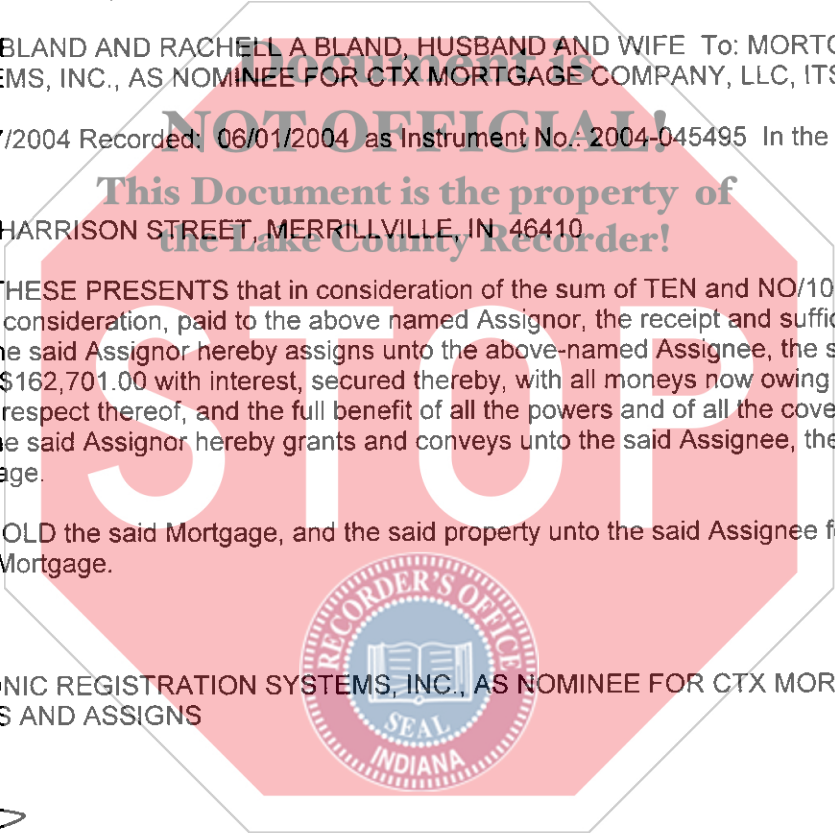 BLAND AND RACHELL A BLAND, HUSBAND AND WIFE To: MORTG
EMS, INC., AS NOMINEE FOR CTX MORTGAGE COMPANY, LLC, ITS
Document is
7/2004 Recorded: 06/01/2004 as Instrument No.: 2004-045495 In the
NOT OFFICIAL!
This Document is the property of
HARRISON STREET, MERRILLVILLE, IN 46410
the Lake County Recorder!
THESE PRESENTS that in consideration of the sum of TEN and NO/10
consideration, paid to the above named Assignor, the receipt and suffic
e said Assignor hereby assigns unto the above-named Assignee, the s
$162,701.00 with interest, secured thereby, with all moneys now owing
respect thereof, and the full benefit of all the powers and of all the cove
e said Assignor hereby grants and conveys unto the said Assignee, the
age.
STOP
OLD the said Mortgage, and the said property unto the said Assignee f
Mortgage.
RECORDER'S OFFICE
SEAL
INDIANA
NIC REGISTRATION SYSTEMS, INC., AS NOMINEE FOR CTX MOR
S AND ASSIGNS